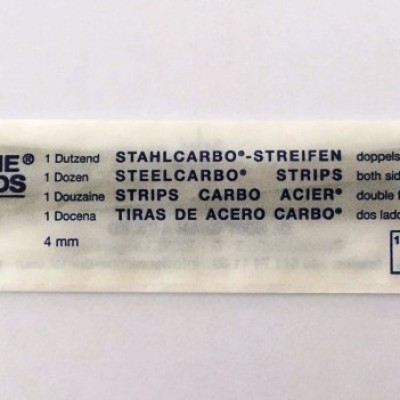 1 Dutzend STAHLCARBO®-STREIFEN doppels
1 Dozen STEELCARBO® STRIPS both sid
1 Douzaine STRIPS CARBO ACIER® double f
1 Docena TIRAS DE ACERO CARBO® dos lado
4 mm